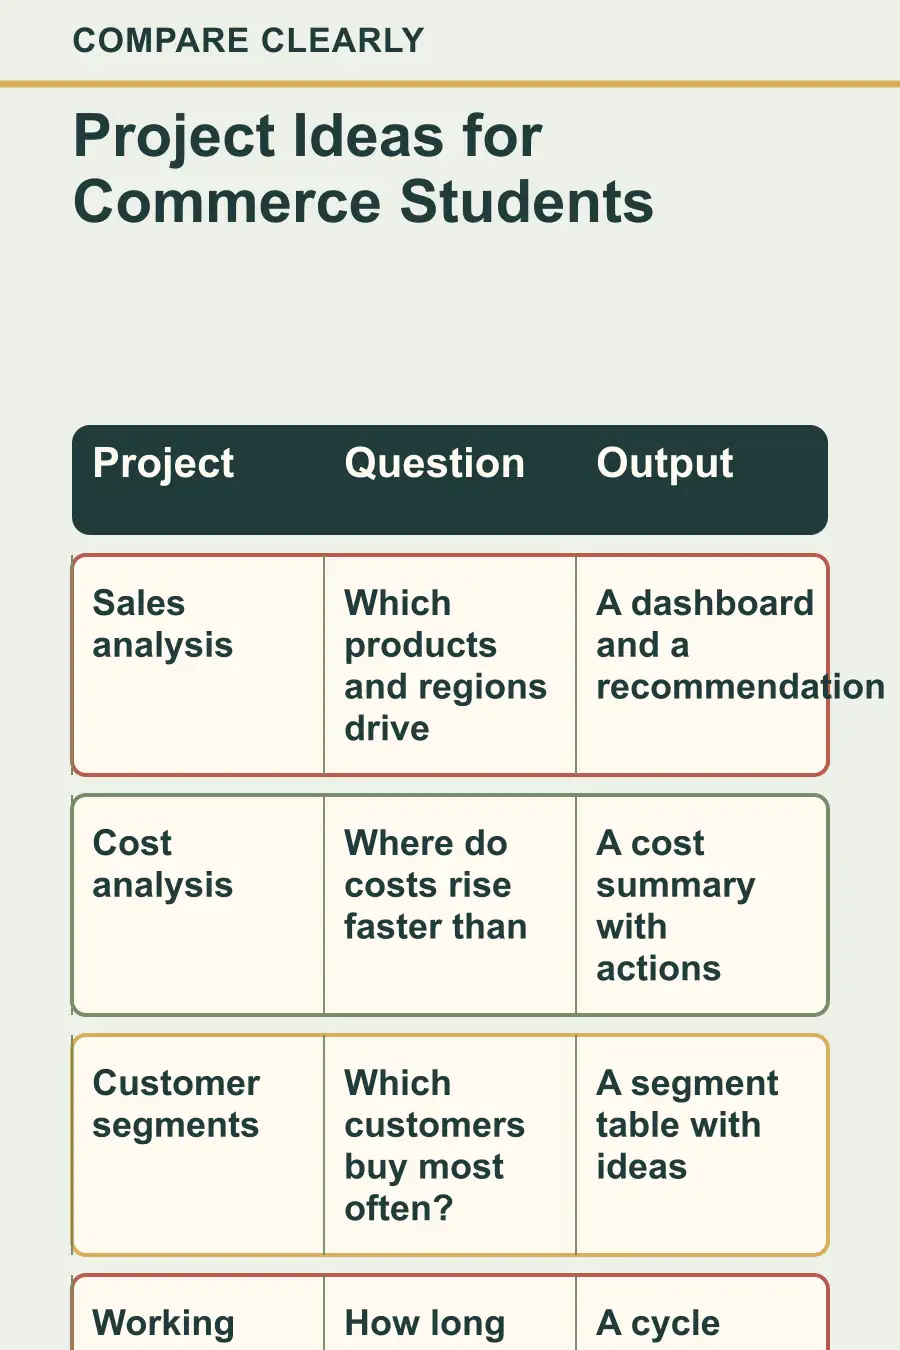 COMPARE CLEARLY
Project Ideas for
Commerce Students
Project Question Output
Sales
analysis
Which
products
and regions
drive
A dashboard
and a
recommendation
Cost
analysis
Where do
costs rise
faster than
A cost
summary
with
actions
Customer
segments
Which
customers
buy most
often?
A segment
table with
ideas
Working
How long
A cycle